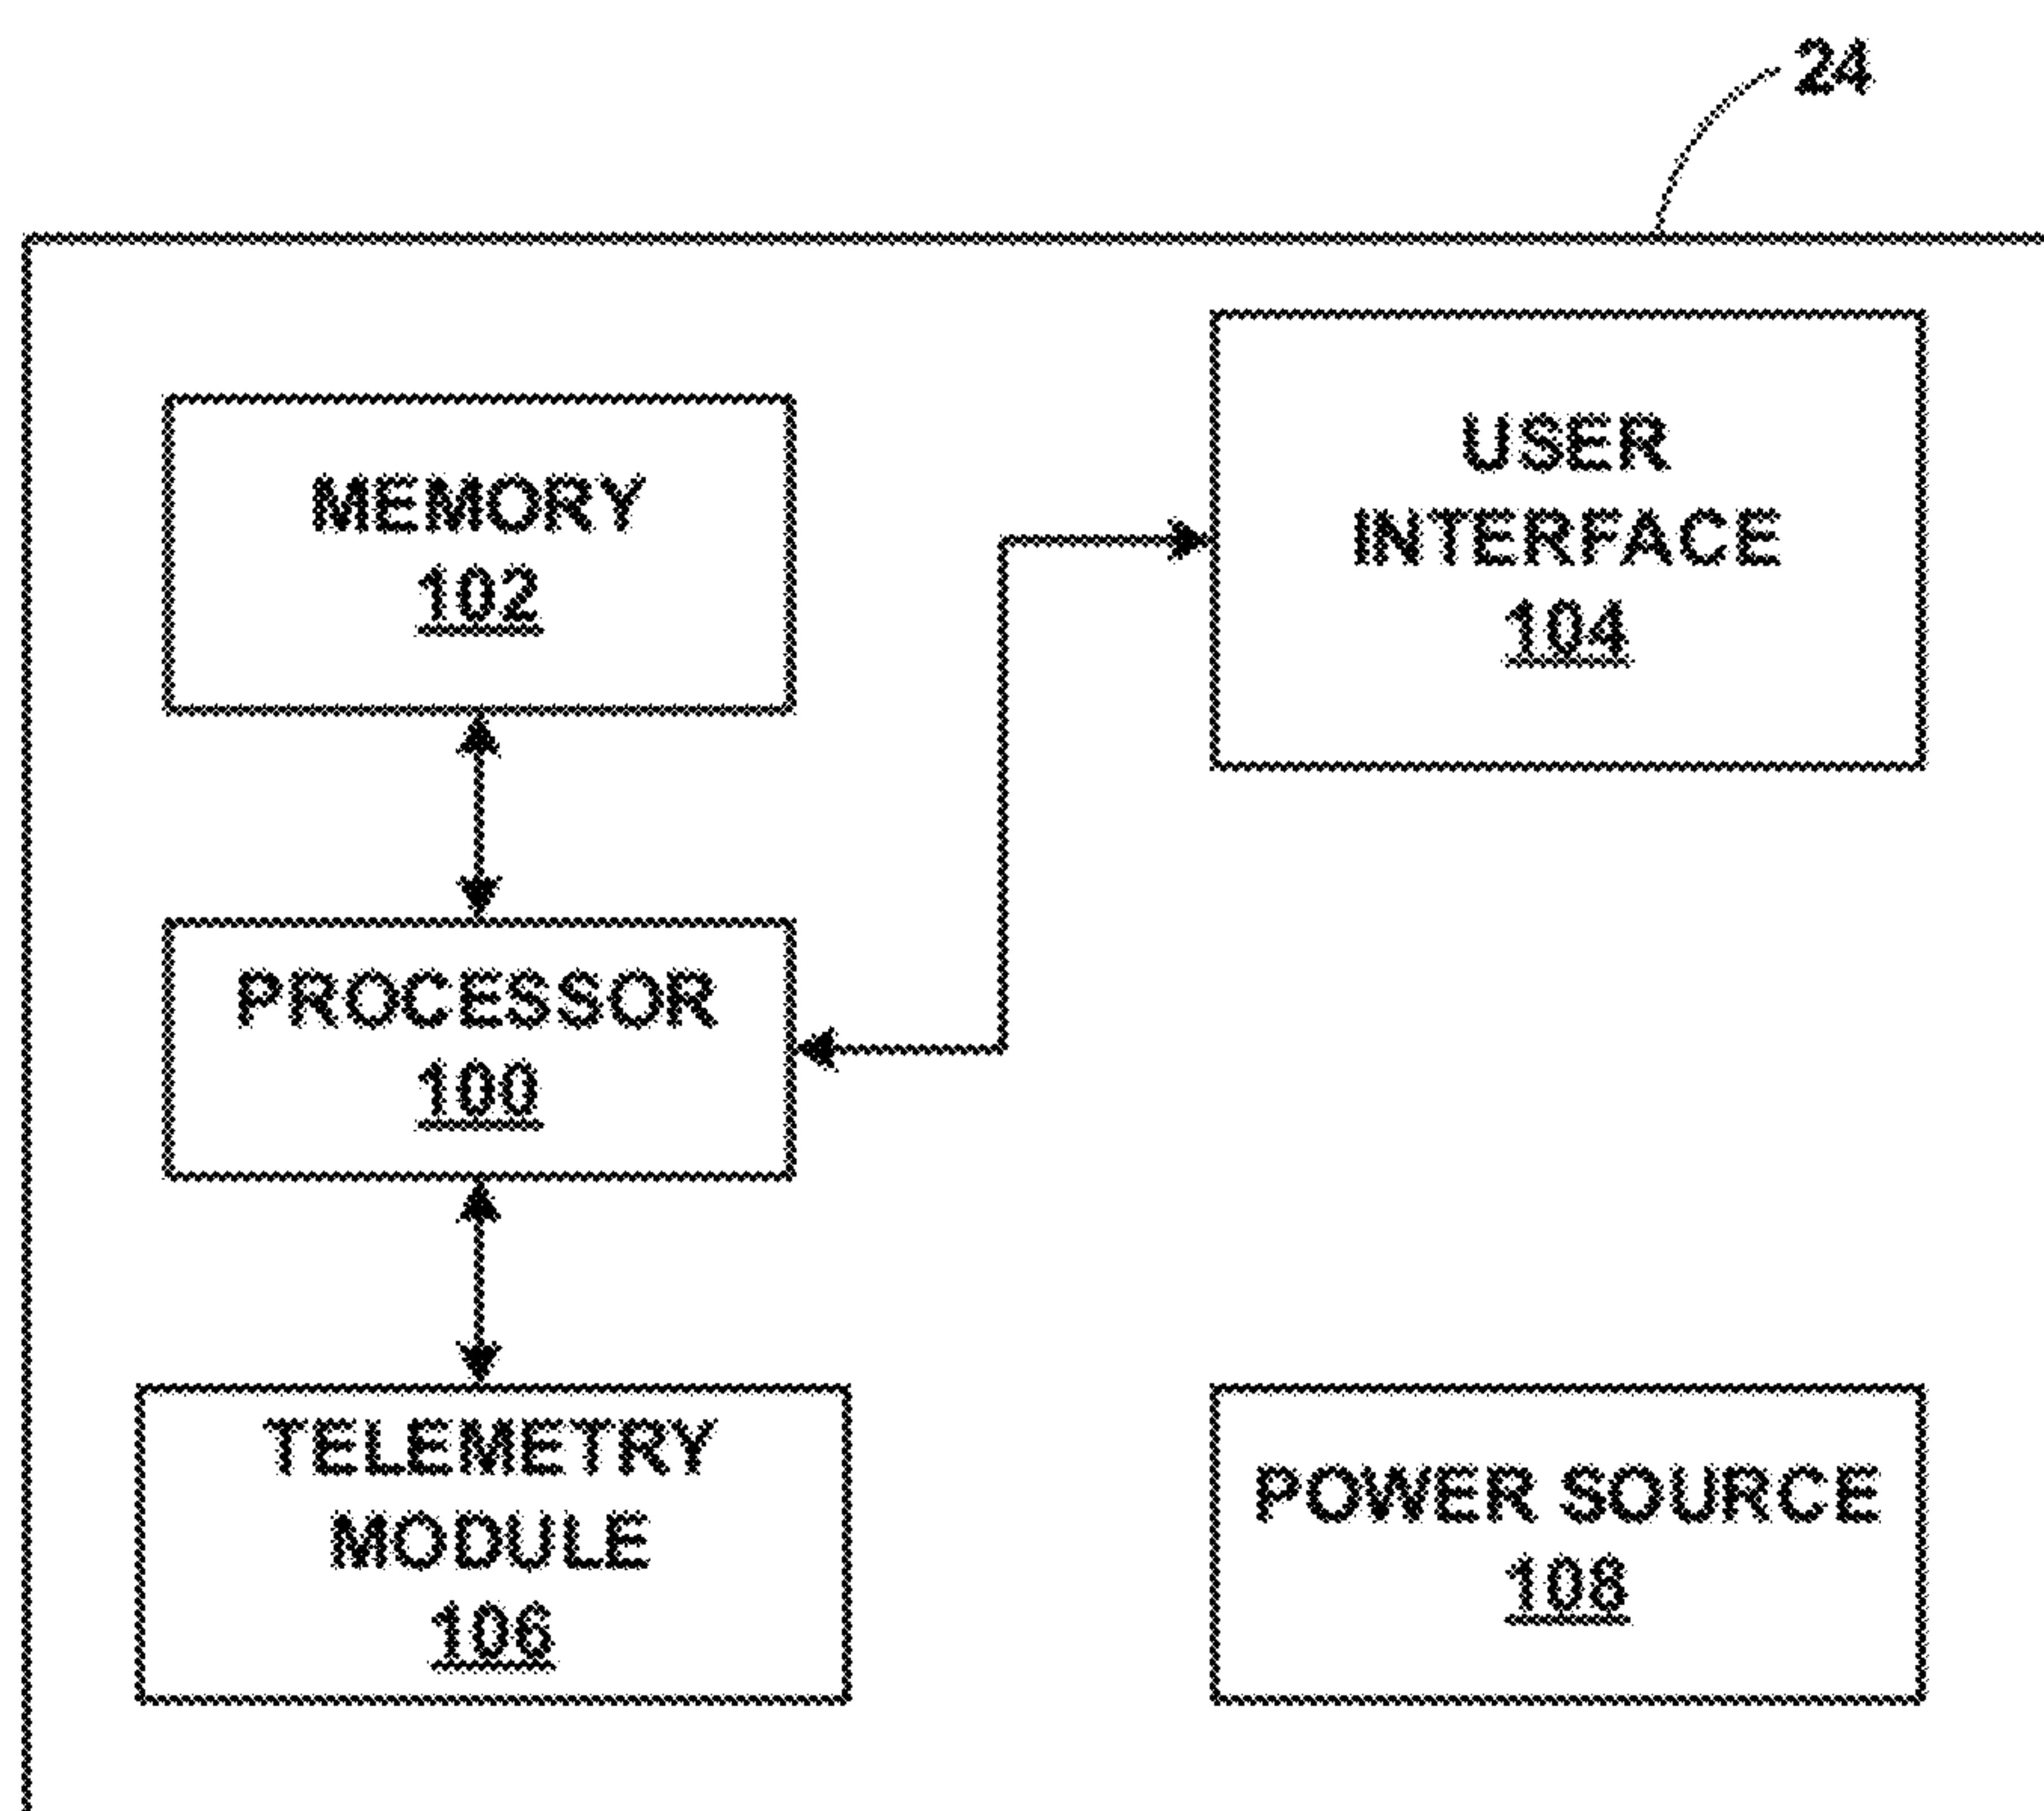 24
MEMORY
102
USER
INTERFACE
104
PROCESSOR
100
TELEMETRY
MODULE
106
POWER SOURCE
108